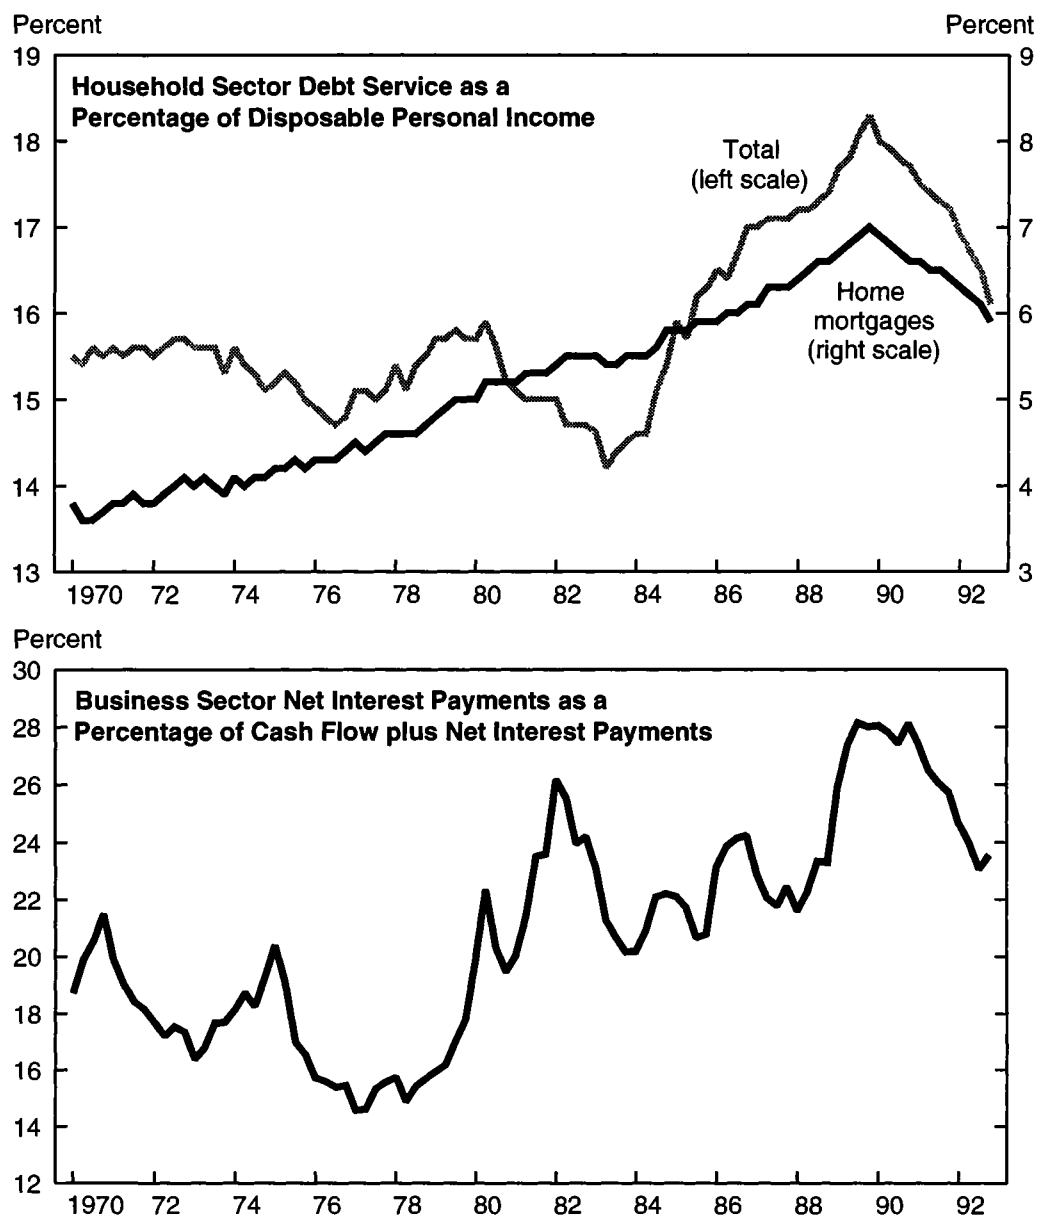 Percent Percent
19 9
Household Sector Debt Service as a
Percentage of Disposable Personal Income
18 8
Total
(left scale)
17 7
16 6
Home
mortgages
(right scale)
15 5
14 4
13 3
1970 72 74 76 78 80 82 84 86 88 90 92
Percent
30
Business Sector Net Interest Payments as a
Percentage of Cash Flow plus Net Interest Payments
28
26
24
22
20
18
16
14
12
1970 72 74 76 78 80 82 84 86 88 90 92